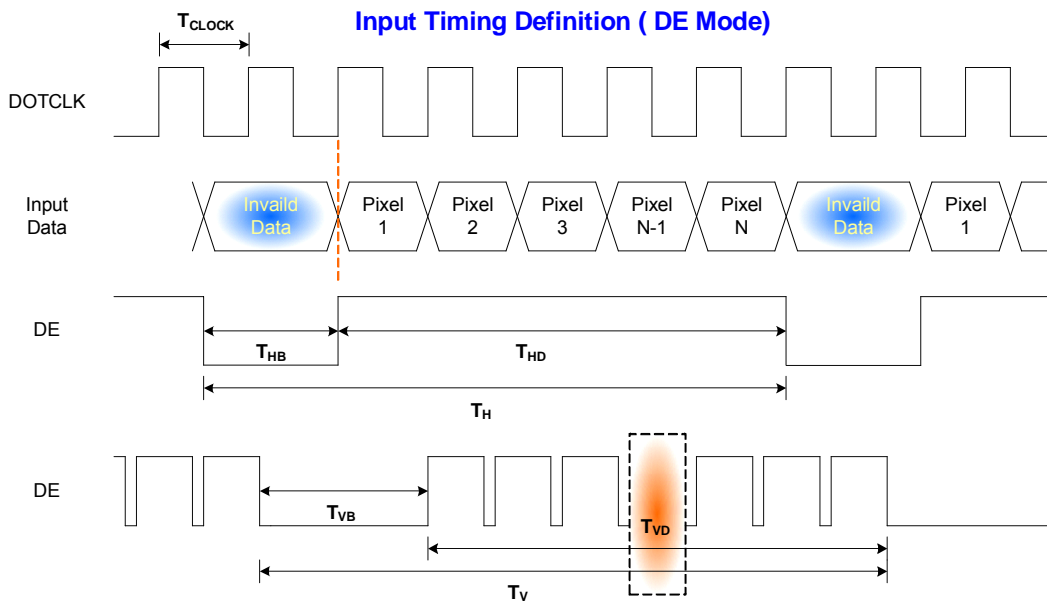 Input Timing Definition ( DE Mode)
TCLOCK
DOTCLK
Input
Data
Invaild
Data
Pixel
1
Pixel
2
Pixel
3
Pixel
N-1
Pixel
N
Invaild
Data
Pixel
1
DE
THB
THD
TH
DE
TVB
TVD
TV